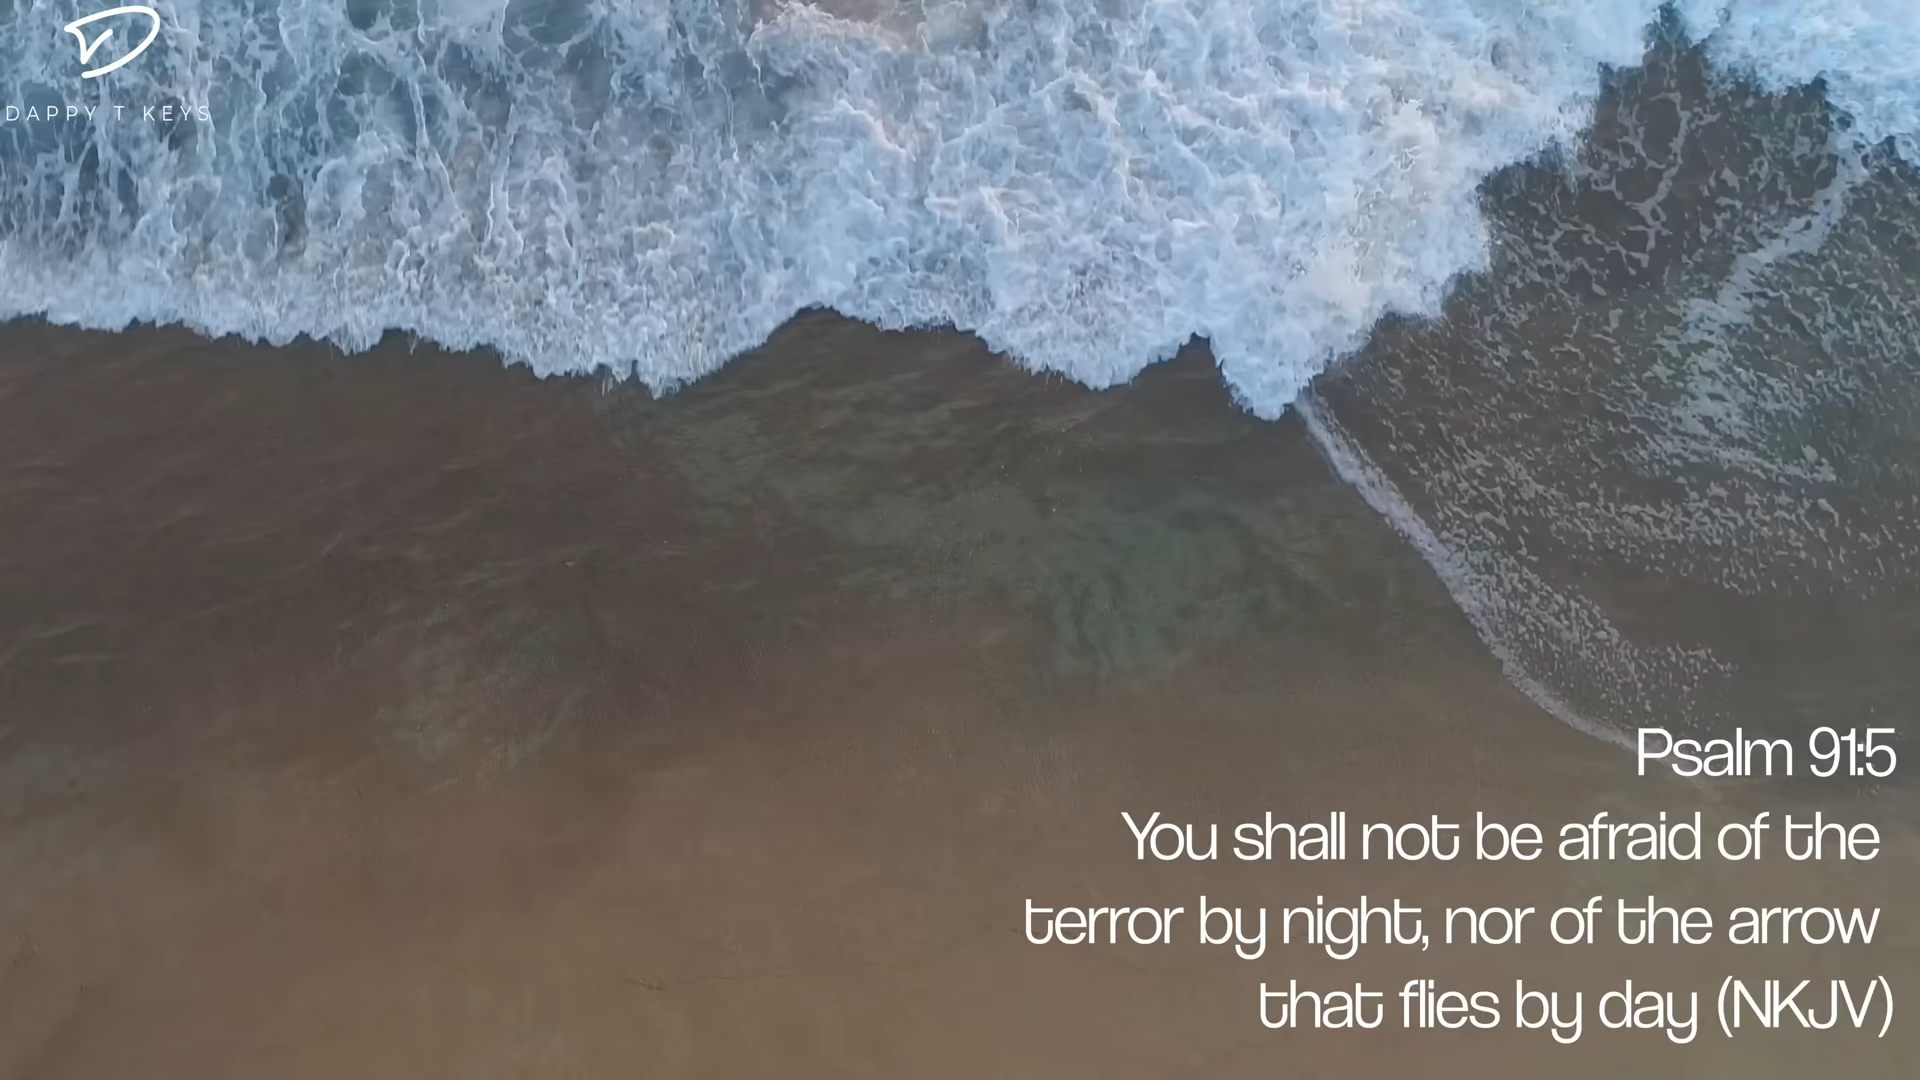 DAPPY T KEYS
Psalm 91:5
You shall not be afraid of the
terror by night, nor of the arrow
that flies by day (NKJV)